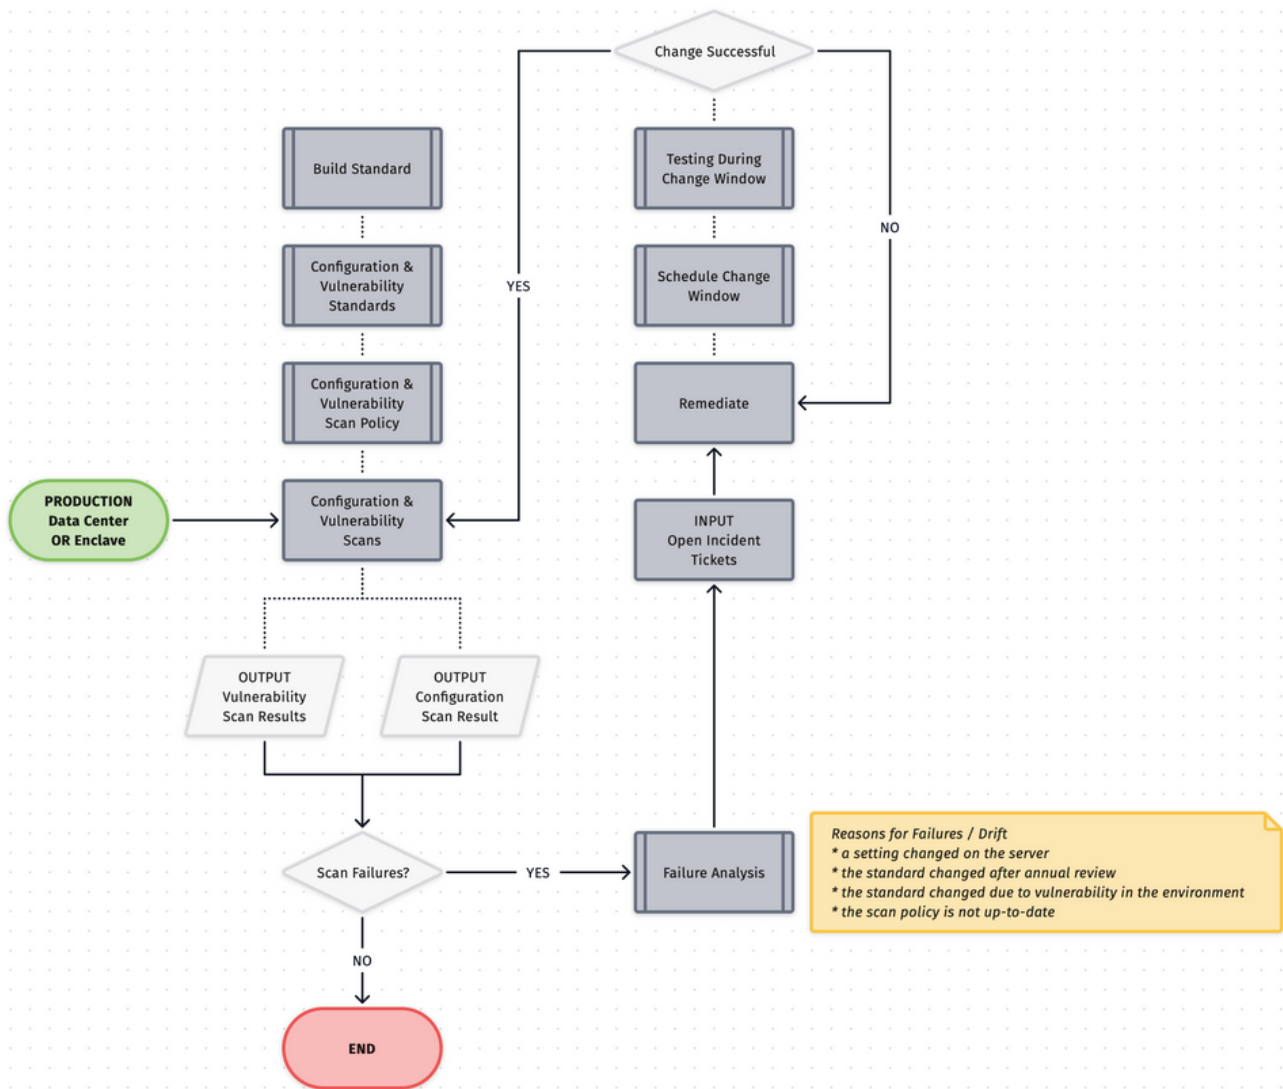 Change Successful
Build Standard
Testing During
Change Window
NO
Configuration &
Vulnerability
Standards
YES
Schedule Change
Window
Configuration &
Vulnerability
Scan Policy
Remediate
PRODUCTION
Data Center
OR Enclave
Configuration &
Vulnerability
Scans
INPUT
Open Incident
Tickets
OUTPUT
Vulnerability
Scan Results
OUTPUT
Configuration
Scan Result
Scan Failures?
YES
Failure Analysis
Reasons for Failures / Drift
* a setting changed on the server
* the standard changed after annual review
* the standard changed due to vulnerability in the environment
* the scan policy is not up-to-date
NO
END